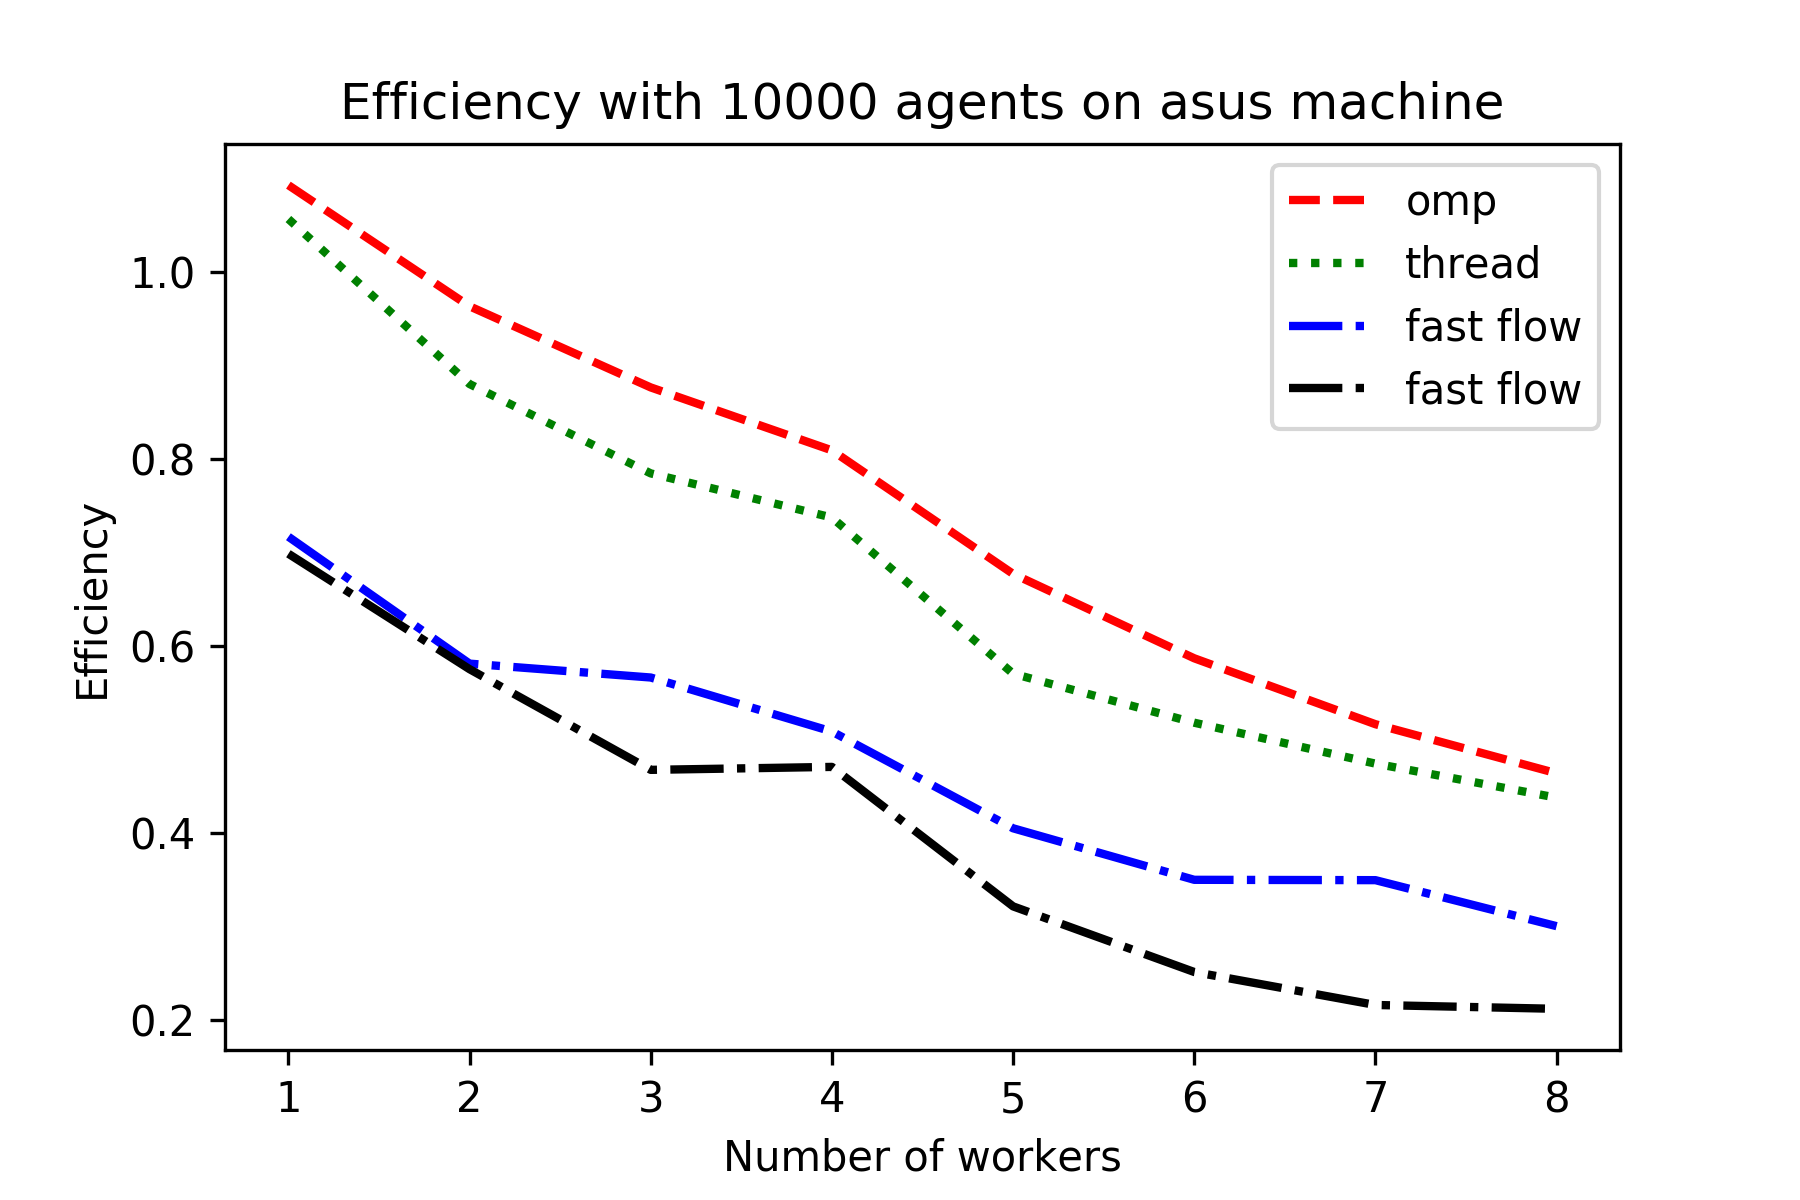 Efficiency with 10000 agents on asus machine
omp
thread
fast flow
fast flow
Efficiency
1.0
0.8
0.6
0.4
0.2
1 2 3 4 5 6 7 8
Number of workers